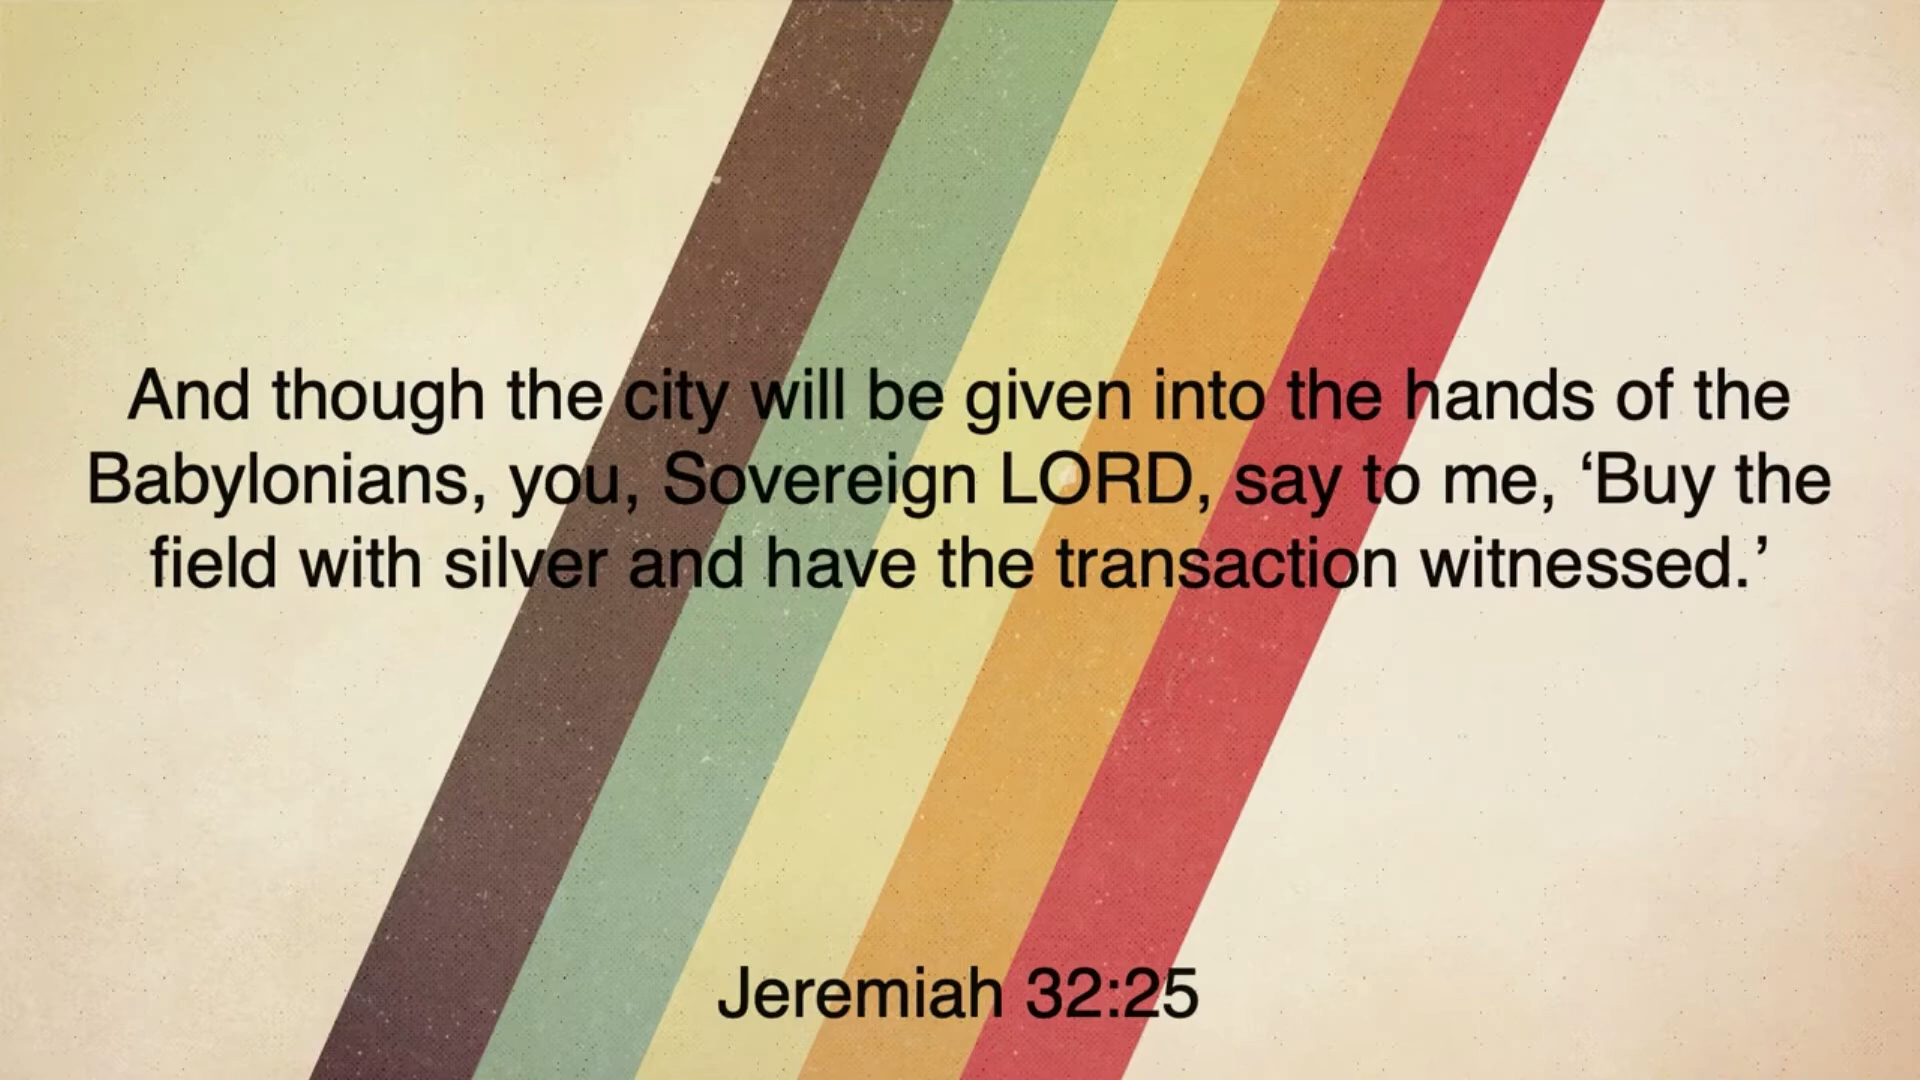 And though the city will be given into the hands of the
Babylonians, you, Sovereign LORD, say to me, ‘Buy the
field with silver and have the transaction witnessed.’
Jeremiah 32:25